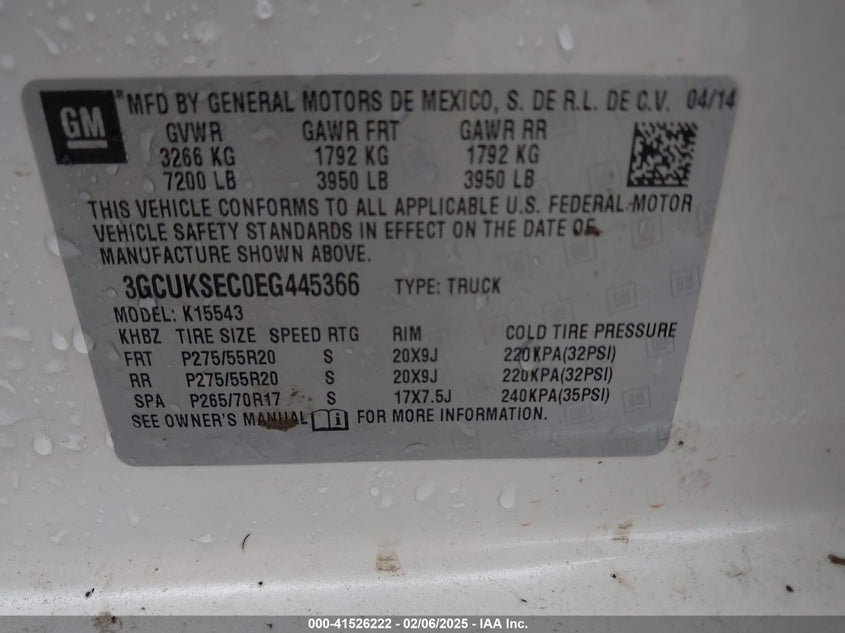 GM ® MFD BY GENERAL MOTORS DE MEXICO, S. DE R.L. DE C.V. 04/14
GVWR GAWR FRT GAWR RR
3266 KG 1792 KG 1792 KG
7200 LB 3950 LB 3950 LB
THIS VEHICLE CONFORMS TO ALL APPLICABLE U.S. FEDERAL MOTOR
VEHICLE SAFETY STANDARDS IN EFFECT ON THE DATE OF
MANUFACTURE SHOWN ABOVE.
3GCUKSEC0EG445366 TYPE: TRUCK
MODEL: K15543
KHBZ TIRE SIZE SPEED RTG RIM COLD TIRE PRESSURE
FRT P275/55R20 S 20X9J 220KPA(32PSI)
RR P275/55R20 S 20X9J 220KPA(32PSI)
SPA P265/70R17 S 17X7.5J 240KPA(35PSI)
SEE OWNER'S MANUAL i FOR MORE INFORMATION.
000-41526222 - 02/06/2025 - IAA Inc.